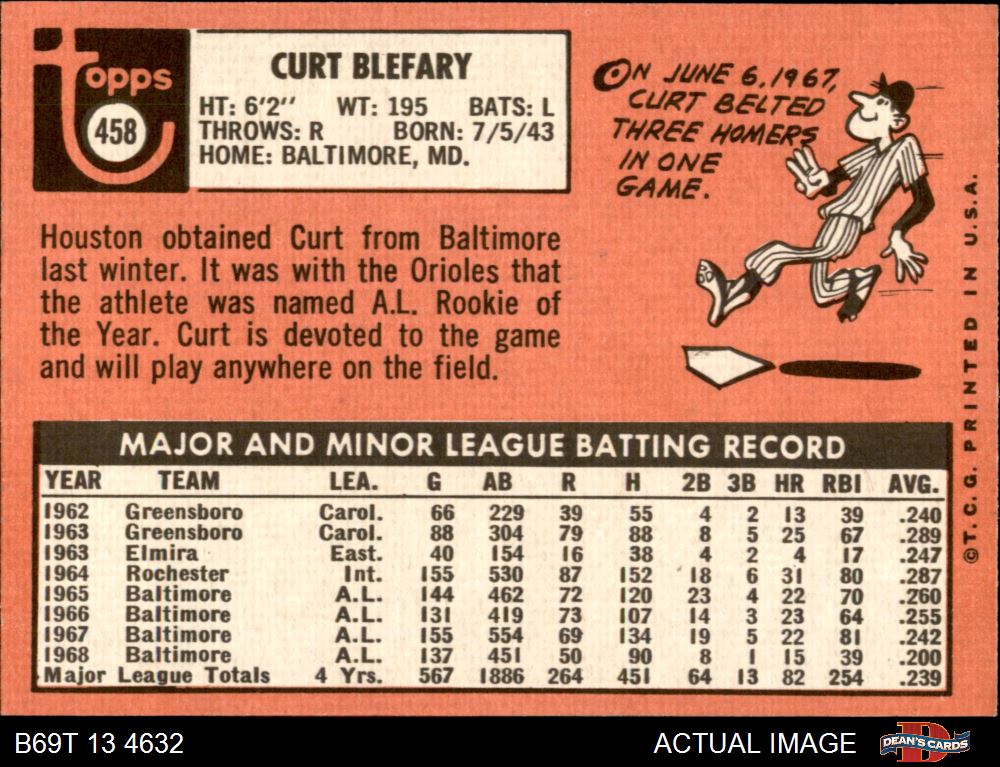 Topps
458
CURT BLEFARY
HT: 6'2" WT: 195 BATS: L
THROWS: R BORN: 7/5/43
HOME: BALTIMORE, MD.
ON JUNE 6, 1967,
CURT BELTED
THREE HOMERS
IN ONE
GAME.
Houston obtained Curt from Baltimore
last winter. It was with the Orioles that
the athlete was named A.L. Rookie of
the Year. Curt is devoted to the game
and will play anywhere on the field.
©T.C.G. PRINTED IN U.S.A.
MAJOR AND MINOR LEAGUE BATTING RECORD
YEAR TEAM LEA. G AB R H 2B 3B HR RBI AVG.
1962 Greensboro Carol. 66 229 39 55 4 2 13 39 .240
1963 Greensboro Carol. 88 304 79 88 8 5 25 67 .289
1963 Elmira East. 40 154 16 38 4 2 4 17 .247
1964 Rochester Int. 155 530 87 152 18 6 31 80 .287
1965 Baltimore A.L. 144 462 72 120 23 4 22 70 .260
1966 Baltimore A.L. 131 419 73 107 14 3 23 64 .255
1967 Baltimore A.L. 155 554 69 134 19 5 22 81 .242
1968 Baltimore A.L. 137 451 50 90 8 1 15 39 .200
Major League Totals 4 Yrs. 567 1886 264 451 64 13 82 254 .239
B69T 13 4632 ACTUAL IMAGE
DEAN'S CARDS